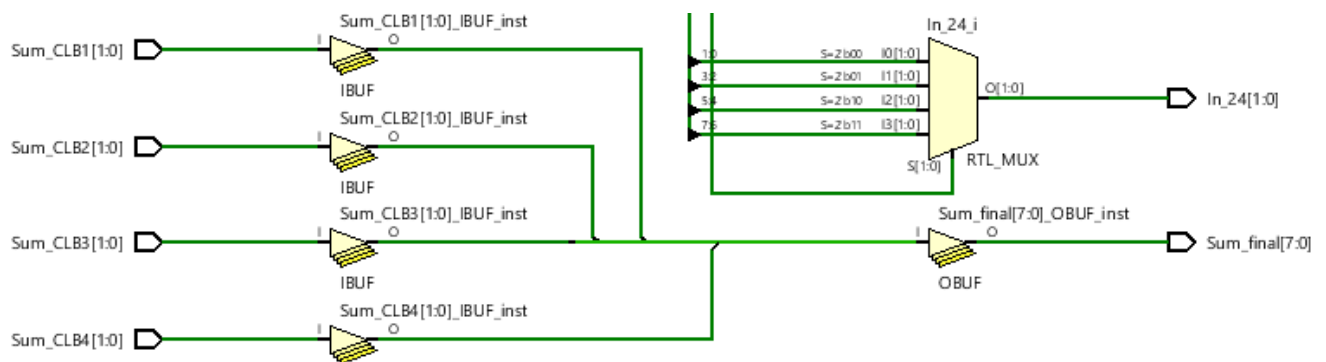 Sum_CLB1[1:0]_IBUF_inst
Sum_CLB1[1:0]
I
O
IBUF
Sum_CLB2[1:0]_IBUF_inst
Sum_CLB2[1:0]
I
O
IBUF
Sum_CLB3[1:0]_IBUF_inst
Sum_CLB3[1:0]
I
O
IBUF
Sum_CLB4[1:0]_IBUF_inst
Sum_CLB4[1:0]
I
O
In_24_i
1:0 S=2'b00 I0[1:0]
3:2 S=2'b01 I1[1:0]
5:4 S=2'b10 I2[1:0]
7:6 S=2'b11 I3[1:0]
O[1:0]
In_24[1:0]
S[1:0]
RTL_MUX
Sum_final[7:0]_OBUF_inst
I
O
Sum_final[7:0]
OBUF